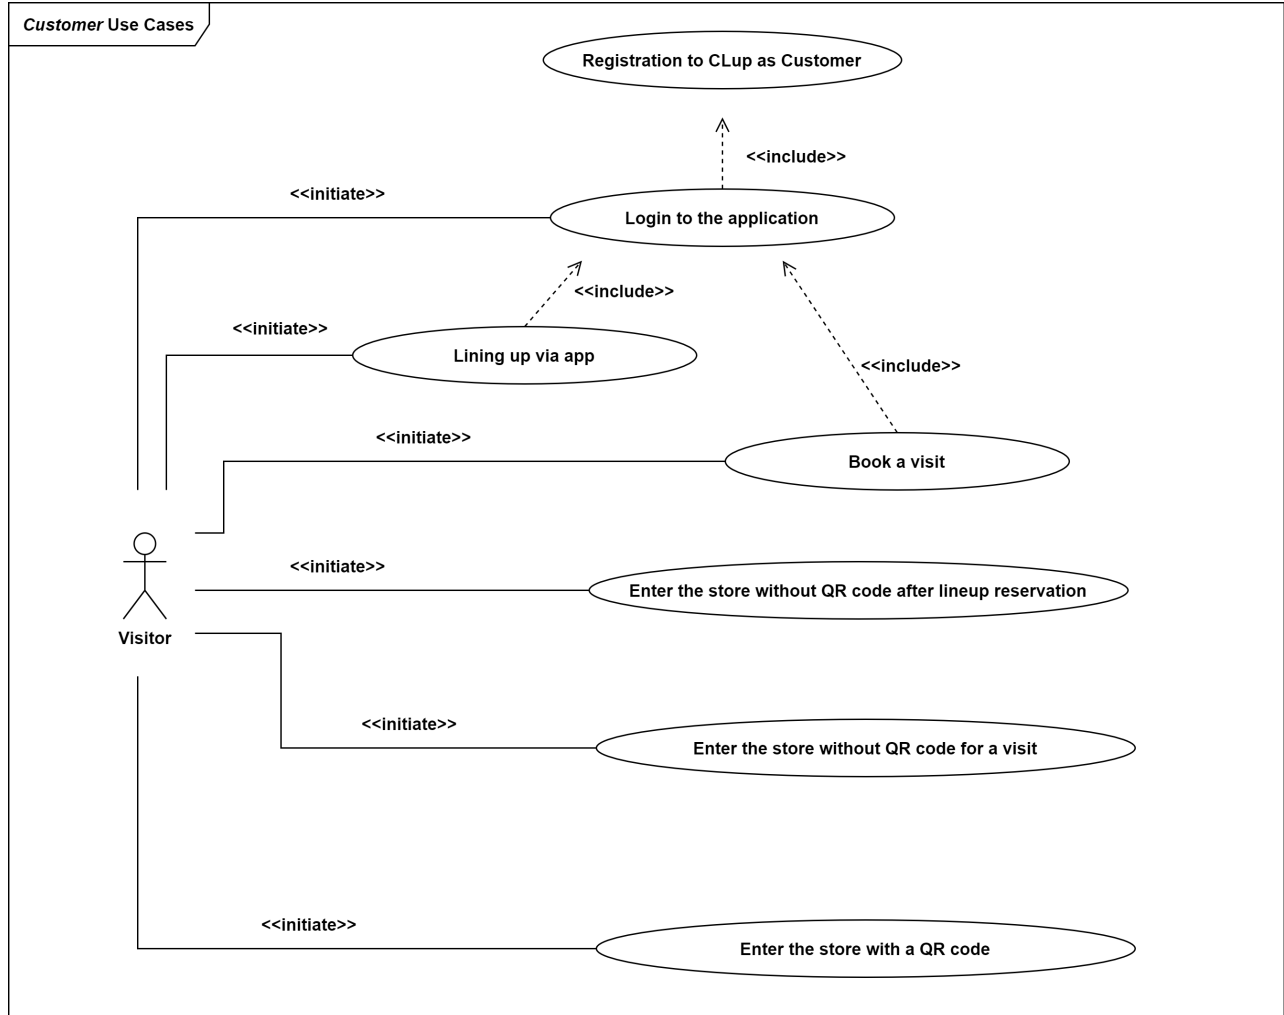 Customer Use Cases
Registration to CLup as Customer
<<include>>
<<initiate>>
Login to the application
<<include>>
<<initiate>>
Lining up via app
<<include>>
<<initiate>>
Book a visit
<<initiate>>
Enter the store without QR code after lineup reservation
Visitor
<<initiate>>
Enter the store without QR code for a visit
<<initiate>>
Enter the store with a QR code